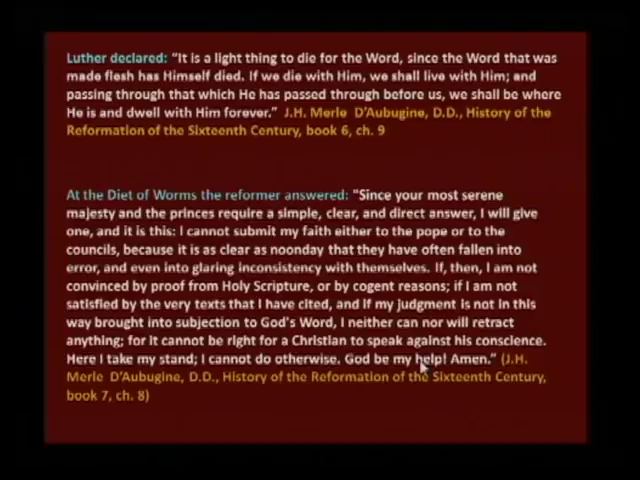 Luther declared: "It is a light thing to die for the Word, since the Word that was
made flesh has Himself died. If we die with Him, we shall live with Him; and
passing through that which He has passed through before us, we shall be where
He is and dwell with Him forever." J.H. Merle D'Aubugine, D.D., History of the
Reformation of the Sixteenth Century, book 6, ch. 9
At the Diet of Worms the reformer answered: "Since your most serene
majesty and the princes require a simple, clear, and direct answer, I will give
one, and it is this: I cannot submit my faith either to the pope or to the
councils, because it is as clear as noonday that they have often fallen into
error, and even into glaring inconsistency with themselves. If, then, I am not
convinced by proof from Holy Scripture, or by cogent reasons; if I am not
satisfied by the very texts that I have cited, and if my judgment is not in this
way brought into subjection to God's Word, I neither can nor will retract
anything; for it cannot be right for a Christian to speak against his conscience.
Here I take my stand; I cannot do otherwise. God be my help! Amen." (J.H.
Merle D'Aubugine, D.D., History of the Reformation of the Sixteenth Century,
book 7, ch. 8)